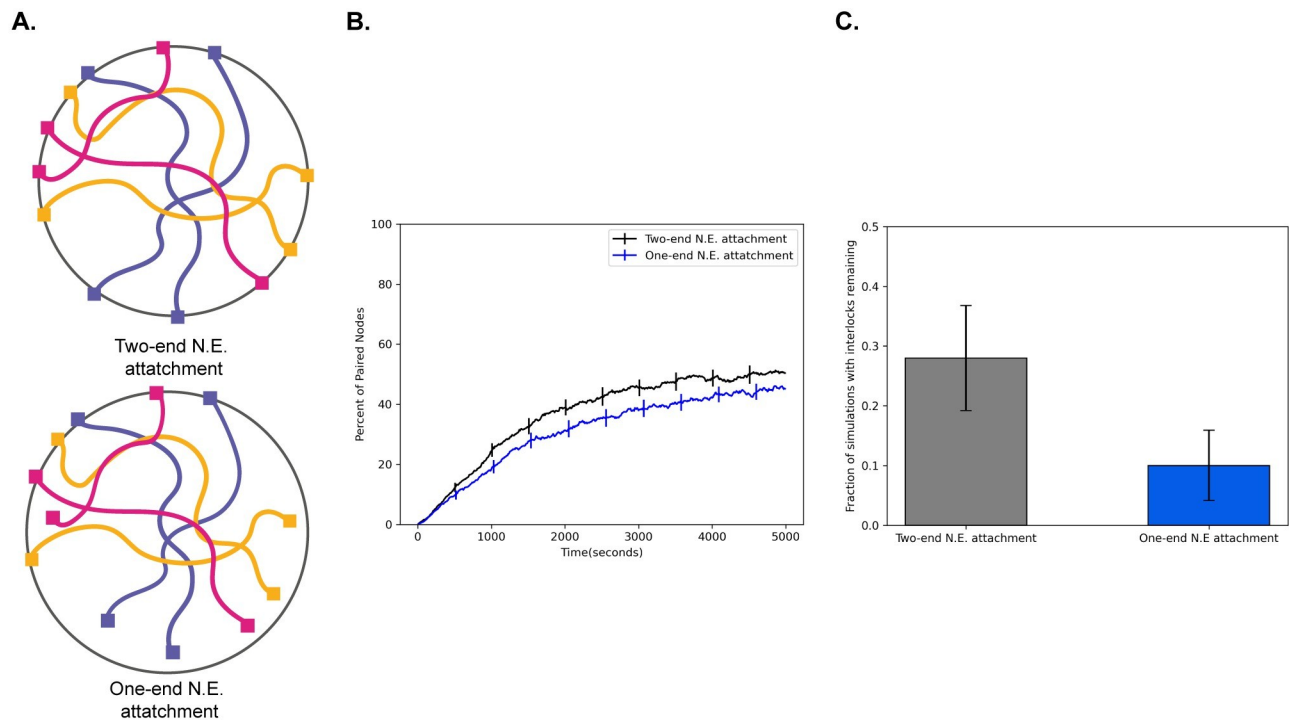 A.
Two-end N.E.
attatchment
One-end N.E.
attatchment
B.
100
80
60
40
20
0
Percent of Paired Nodes
Two-end N.E. attachment
One-end N.E. attatchment
0 1000 2000 3000 4000 5000
Time(seconds)
C.
0.5
0.4
0.3
0.2
0.1
0.0
Fraction of simulations with interlocks remaining
Two-end N.E. attachment One-end N.E attachment